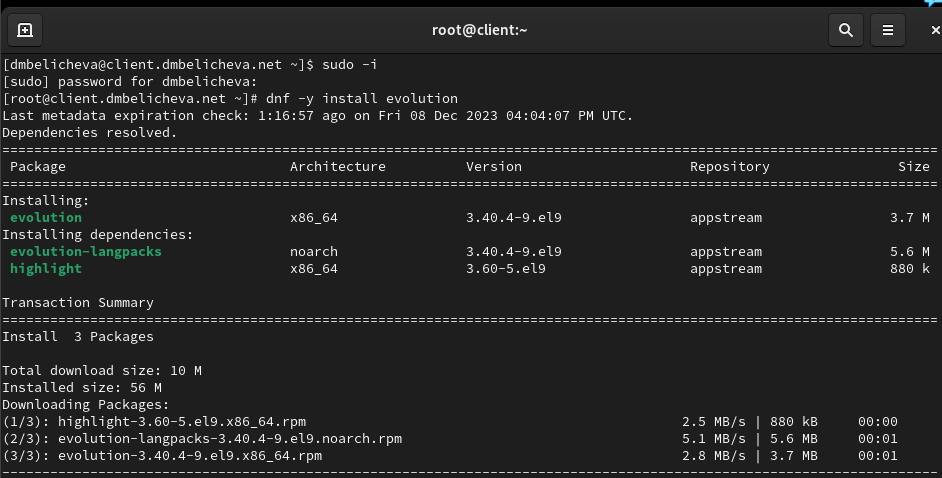 root@client:~
[dmbelicheva@client.dmbelicheva.net ~]$ sudo -i
[sudo] password for dmbelicheva:
[root@client.dmbelicheva.net ~]# dnf -y install evolution
Last metadata expiration check: 1:16:57 ago on Fri 08 Dec 2023 04:04:07 PM UTC.
Dependencies resolved.
================================================================================
Package Architecture Version Repository Size
================================================================================
Installing:
evolution x86_64 3.40.4-9.el9 appstream 3.7 M
Installing dependencies:
evolution-langpacks noarch 3.40.4-9.el9 appstream 5.6 M
highlight x86_64 3.60-5.el9 appstream 880 k
Transaction Summary
================================================================================
Install  3 Packages
Total download size: 10 M
Installed size: 56 M
Downloading Packages:
(1/3): highlight-3.60-5.el9.x86_64.rpm 2.5 MB/s | 880 kB 00:00
(2/3): evolution-langpacks-3.40.4-9.el9.noarch.rpm 5.1 MB/s | 5.6 MB 00:01
(3/3): evolution-3.40.4-9.el9.x86_64.rpm 2.8 MB/s | 3.7 MB 00:01
--------------------------------------------------------------------------------